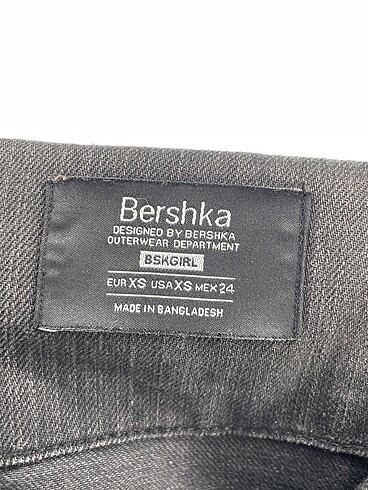 Bershka
DESIGNED BY BERSHKA
OUTERWEAR DEPARTMENT
BSKGIRL
EUR XS USA XS MEX 24
MADE IN BANGLADESH